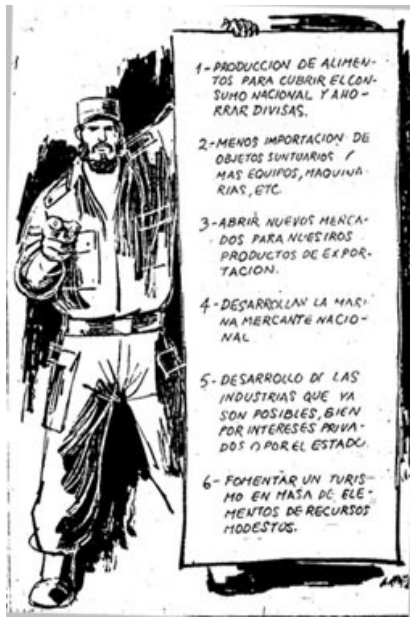 1- PRODUCCION DE ALIMEN-
TOS PARA CUBRIR EL CON-
SUMO NACIONAL Y AHO-
RRAR DIVISAS.
2- MENOS IMPORTACION DE
OBJETOS SUNTUARIOS Y
MAS EQUIPOS, MAQUINA
RIAS, ETC
3- ABRIR NUEVOS MERCA-
DOS PARA NUESTROS
PRODUCTOS DE EXPOR-
TACION.
4- DESARROLLAR LA MARI
NA MERCANTE NACIO-
NAL
5- DESARROLLO DE LAS
INDUSTRIAS QUE YA
SON POSIBLES, BIEN
POR INTERESES PRIVA-
DOS O POR EL ESTADO.
6- FOMENTAR UN TURIS-
MO EN MASA DE ELE-
MENTOS DE RECURSOS
MODESTOS.